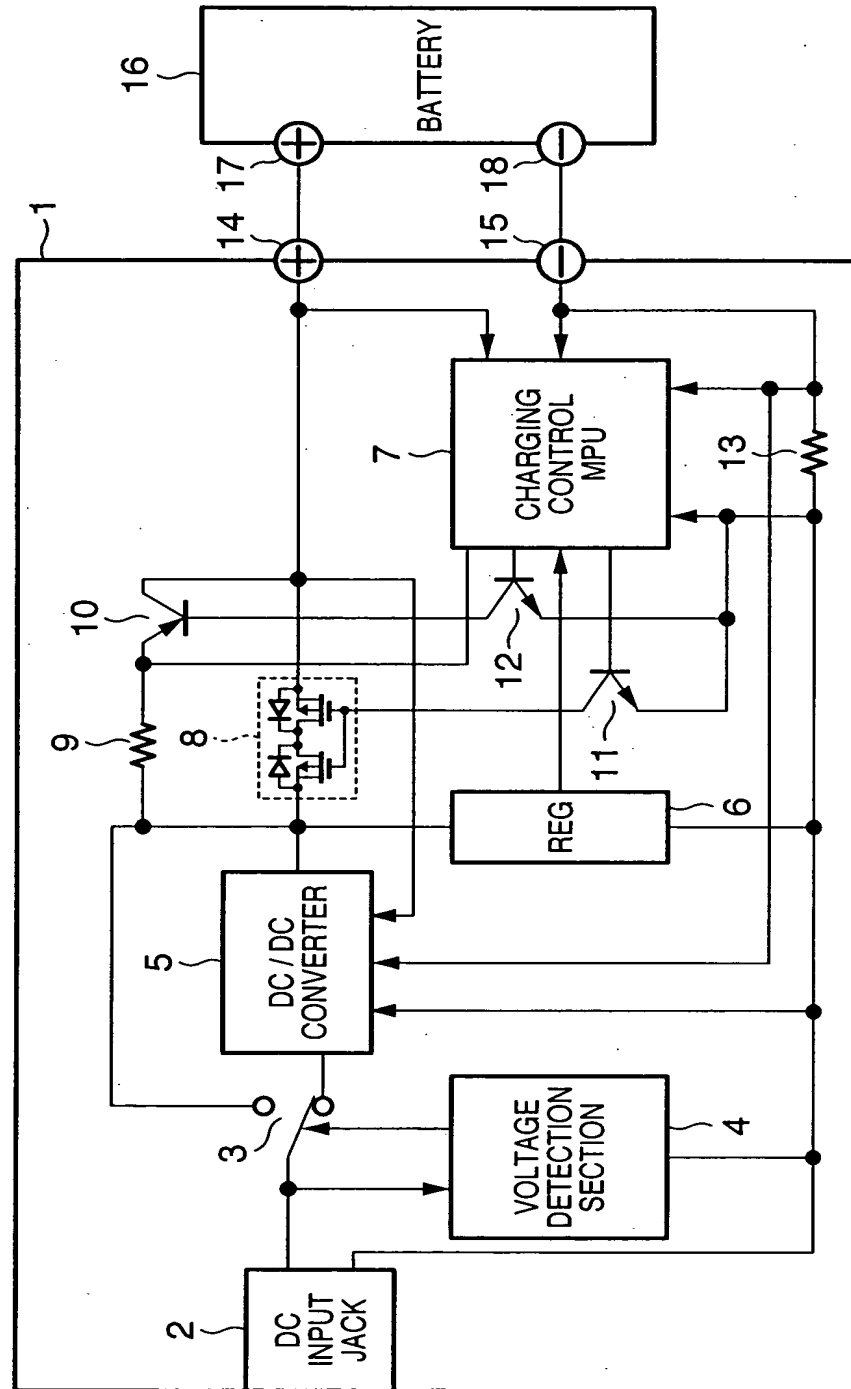 1
16
BATTERY
17
18
14
15
10
9
8
7
CHARGING
CONTROL
MPU
12
11
13
5
DC/DC
CONVERTER
REG
6
3
VOLTAGE
DETECTION
SECTION
4
2
DC
INPUT
JACK